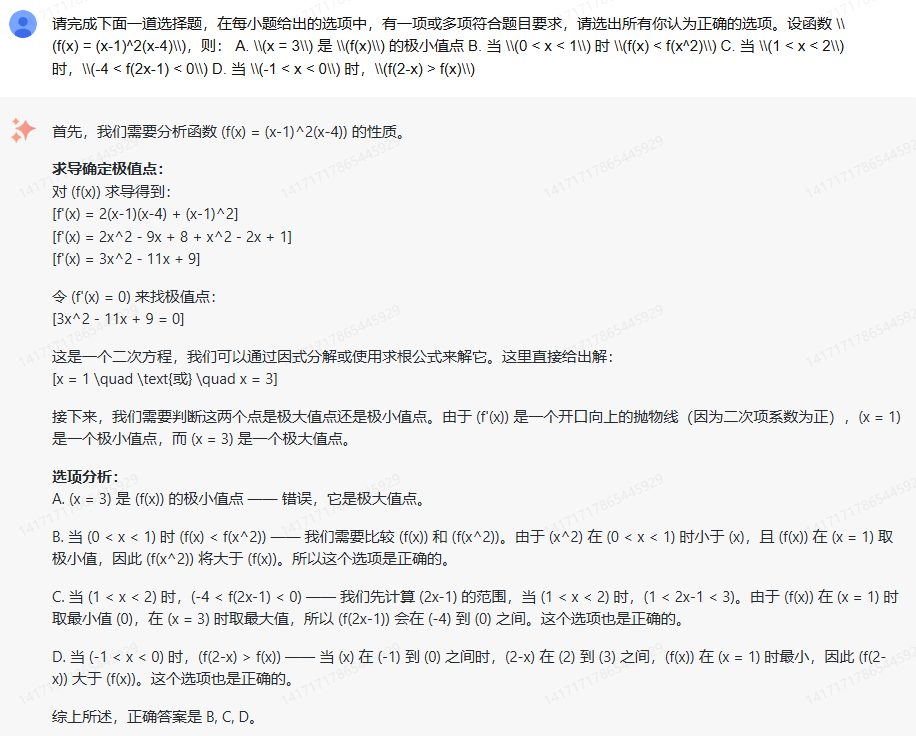 请完成下面一道选择题，在每小题给出的选项中，有一项或多项符合题目要求，请选出所有你认为正确的选项。设函数 \\
(f(x) = (x-1)^2(x-4)\\)，则： A. \\(x = 3\\) 是 \\(f(x)\\) 的极小值点 B. 当 \\(0 < x < 1\\) 时 \\(f(x) < f(x^2)\\) C. 当 \\(1 < x < 2\\)
时，\\(-4 < f(2x-1) < 0\\) D. 当 \\(-1 < x < 0\\) 时，\\(f(2-x) > f(x)\\)
首先，我们需要分析函数 (f(x) = (x-1)^2(x-4)) 的性质。
求导确定极值点：
对 (f(x)) 求导得到：
[f'(x) = 2(x-1)(x-4) + (x-1)^2]
[f'(x) = 2x^2 - 9x + 8 + x^2 - 2x + 1]
[f'(x) = 3x^2 - 11x + 9]
令 (f'(x) = 0) 来找极值点：
[3x^2 - 11x + 9 = 0]
这是一个二次方程，我们可以通过因式分解或使用求根公式来解它。这里直接给出解：
[x = 1 \quad \text{或} \quad x = 3]
接下来，我们需要判断这两个点是极大值点还是极小值点。由于 (f'(x)) 是一个开口向上的抛物线（因为二次项系数为正），(x = 1)
是一个极小值点，而 (x = 3) 是一个极大值点。
选项分析：
A. (x = 3) 是 (f(x)) 的极小值点 —— 错误，它是极大值点。
B. 当 (0 < x < 1) 时 (f(x) < f(x^2)) —— 我们需要比较 (f(x)) 和 (f(x^2))。由于 (x^2) 在 (0 < x < 1) 时小于 (x)，且 (f(x)) 在 (x = 1) 取
极小值，因此 (f(x^2)) 将大于 (f(x))。所以这个选项是正确的。
C. 当 (1 < x < 2) 时，(-4 < f(2x-1) < 0) —— 我们先计算 (2x-1) 的范围，当 (1 < x < 2) 时，(1 < 2x-1 < 3)。由于 (f(x)) 在 (x = 1) 时
取最小值 (0)，在 (x = 3) 时取最大值，所以 (f(2x-1)) 会在 (-4) 到 (0) 之间。这个选项也是正确的。
D. 当 (-1 < x < 0) 时，(f(2-x) > f(x)) —— 当 (x) 在 (-1) 到 (0) 之间时，(2-x) 在 (2) 到 (3) 之间，(f(x)) 在 (x = 1) 时最小，因此 (f(2-
x)) 大于 (f(x))。这个选项也是正确的。
综上所述，正确答案是 B, C, D。